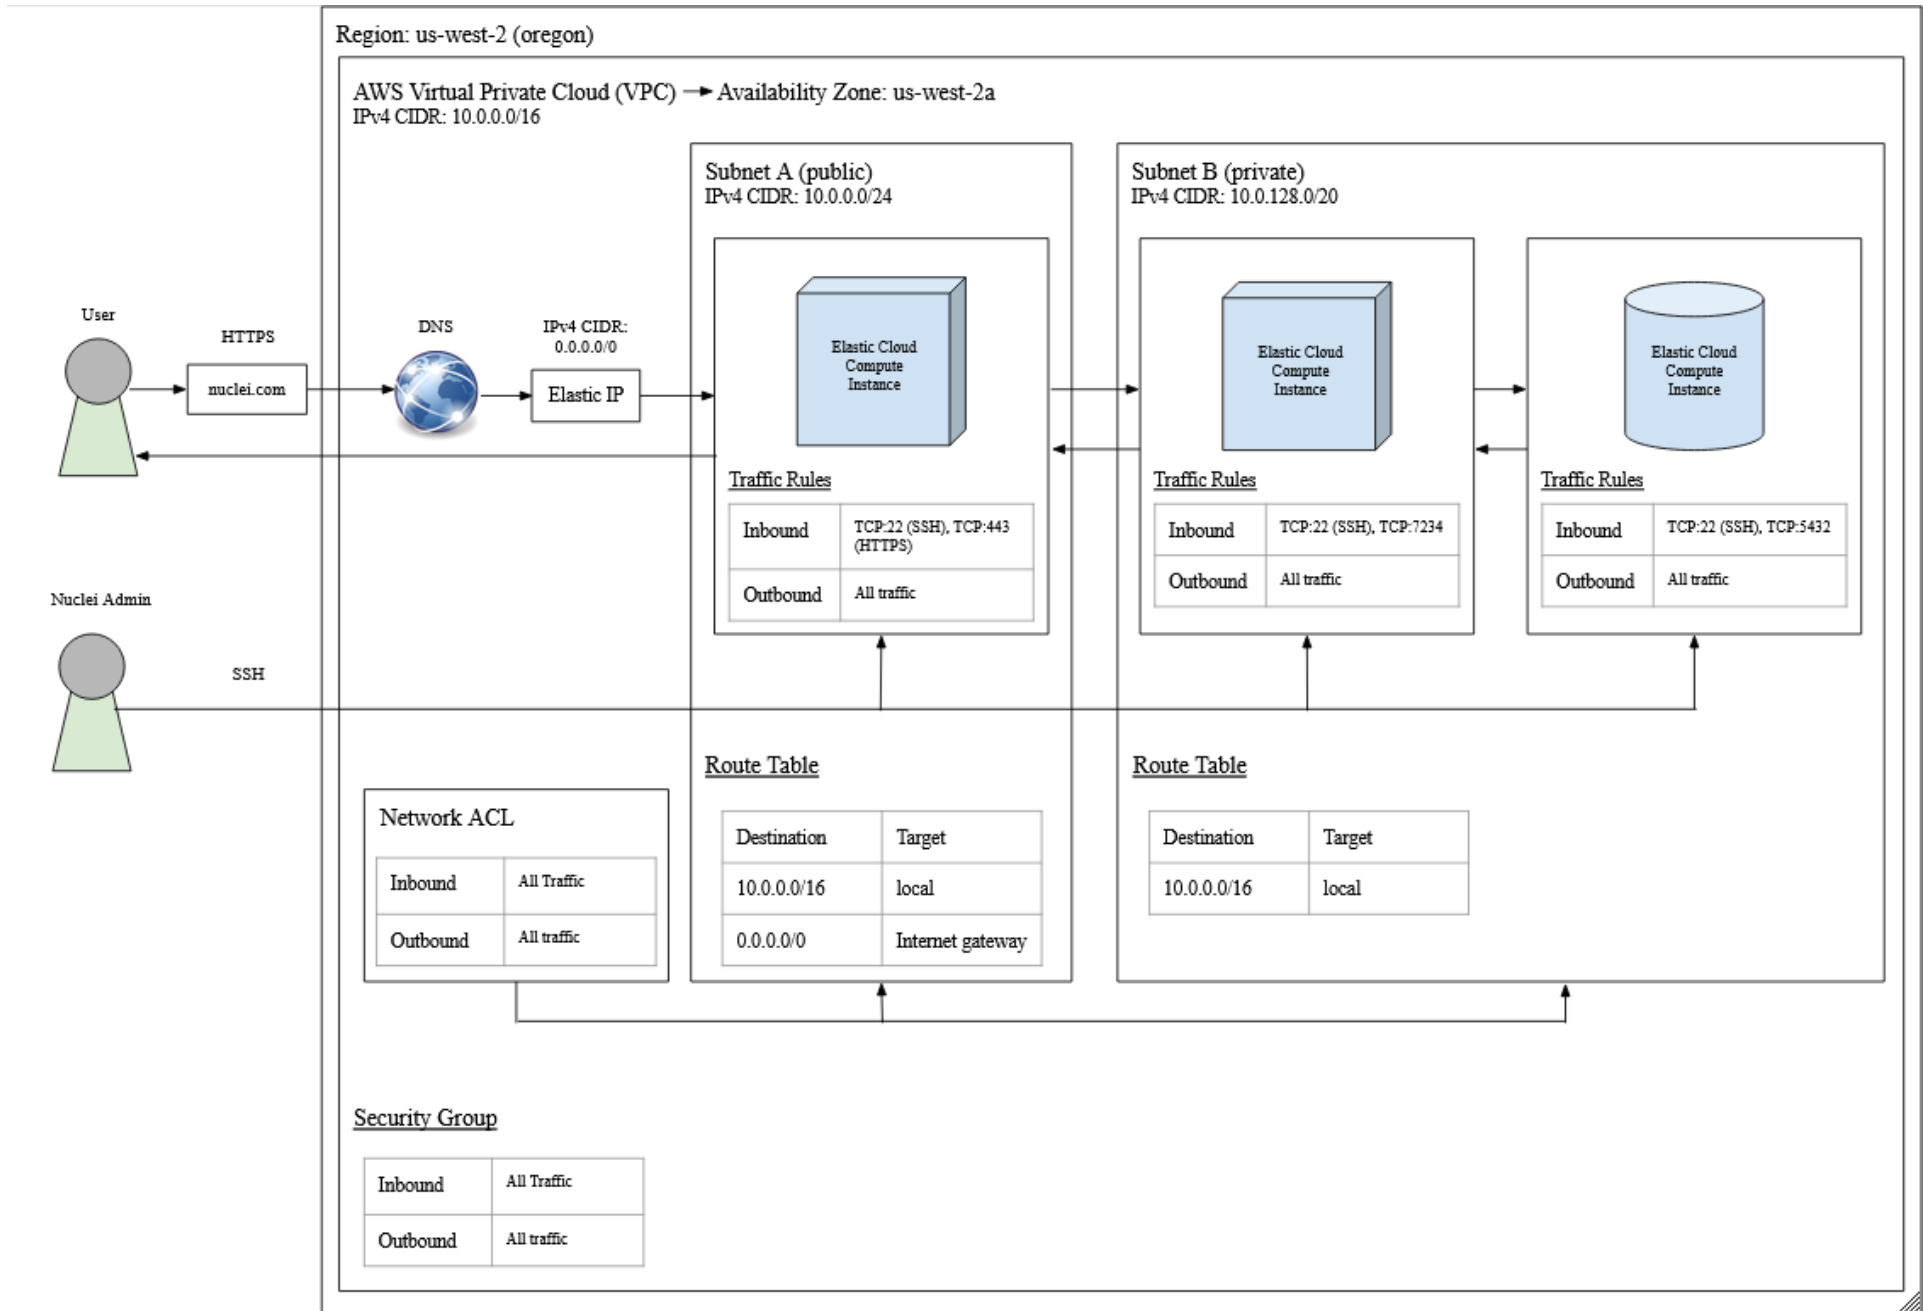 Region: us-west-2 (oregon)
AWS Virtual Private Cloud (VPC)
Availability Zone: us-west-2a
IPv4 CIDR: 10.0.0.0/16
Subnet A (public)
IPv4 CIDR: 10.0.0.0/24
Subnet B (private)
IPv4 CIDR: 10.0.128.0/20
User
HTTPS
nuclei.com
DNS
IPv4 CIDR:
0.0.0.0/0
Elastic IP
Elastic Cloud
Compute
Instance
Elastic Cloud
Compute
Instance
Elastic Cloud
Compute
Instance
Traffic Rules
Inbound
TCP:22 (SSH), TCP:443
(HTTPS)
Outbound
All traffic
Traffic Rules
Inbound
TCP:22 (SSH), TCP:7234
Outbound
All traffic
Traffic Rules
Inbound
TCP:22 (SSH), TCP:5432
Outbound
All traffic
Nuclei Admin
SSH
Network ACL
Inbound
All Traffic
Outbound
All traffic
Route Table
Destination
Target
10.0.0.0/16
local
0.0.0.0/0
Internet gateway
Route Table
Destination
Target
10.0.0.0/16
local
Security Group
Inbound
All Traffic
Outbound
All traffic